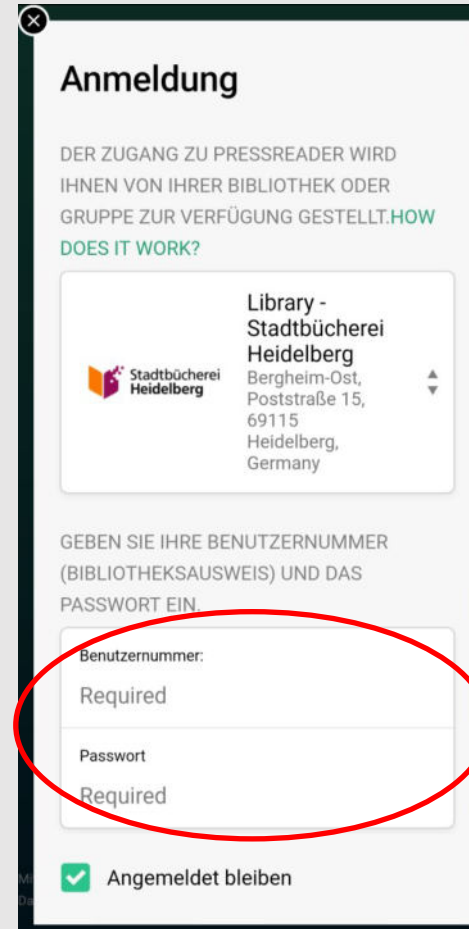 Anmeldung
DER ZUGANG ZU PRESSREADER WIRD
IHNEN VON IHRER BIBLIOTHEK ODER
GRUPPE ZUR VERFÜGUNG GESTELLT.HOW
DOES IT WORK?
Stadtbücherei
Heidelberg
Library -
Stadtbücherei
Heidelberg
Bergheim-Ost,
Poststraße 15,
69115
Heidelberg,
Germany
GEBEN SIE IHRE BENUTZERNUMMER
(BIBLIOTHEKSAUSWEIS) UND DAS
PASSWORT EIN.
Benutzernummer:
Required
Passwort
Required
Angemeldet bleiben